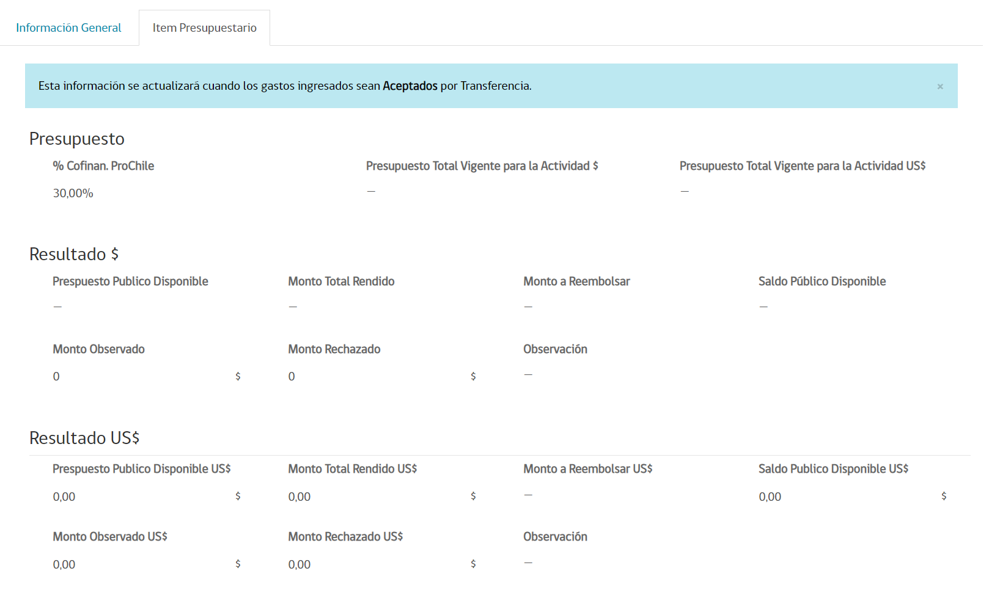 Información General Item Presupuestario
Esta información se actualizará cuando los gastos ingresados sean Aceptados por Transferencia. ×
Presupuesto
% Cofinan. ProChile Presupuesto Total Vigente para la Actividad $ Presupuesto Total Vigente para la Actividad US$
30,00% — —
Resultado $
Prespuesto Publico Disponible Monto Total Rendido Monto a Reembolsar Saldo Público Disponible
— — — —
Monto Observado Monto Rechazado Observación
0 $ 0 $ —
Resultado US$
Prespuesto Publico Disponible US$ Monto Total Rendido US$ Monto a Reembolsar US$ Saldo Publico Disponible US$
0,00 $ 0,00 $ — 0,00 $
Monto Observado US$ Monto Rechazado US$ Observación
0,00 $ 0,00 $ —